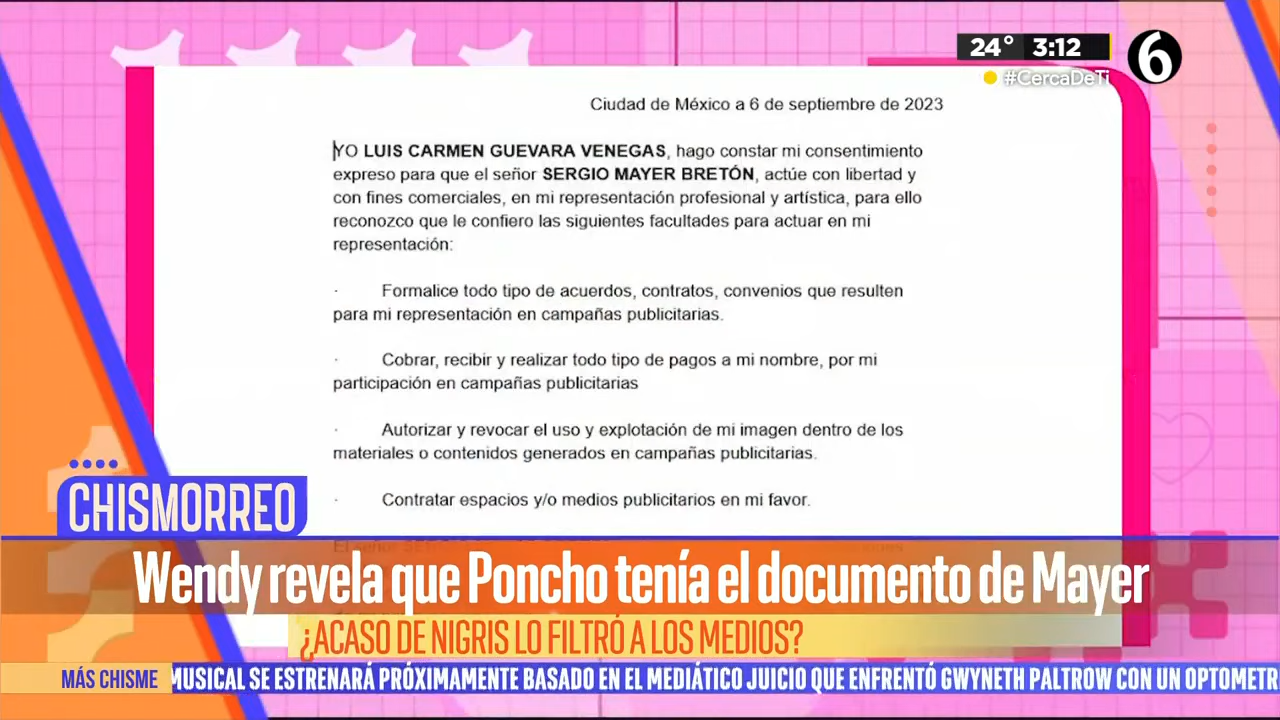 24° 3:12
6
#CercaDeTi
Ciudad de México a 6 de septiembre de 2023
YO LUIS CARMEN GUEVARA VENEGAS, hago constar mi consentimiento
expreso para que el señor SERGIO MAYER BRETÓN, actúe con libertad y
con fines comerciales, en mi representación profesional y artística, para ello
reconozco que le confiero las siguientes facultades para actuar en mi
representación:
· Formalice todo tipo de acuerdos, contratos, convenios que resulten
para mi representación en campañas publicitarias.
· Cobrar, recibir y realizar todo tipo de pagos a mi nombre, por mi
participación en campañas publicitarias
· Autorizar y revocar el uso y explotación de mi imagen dentro de los
materiales o contenidos generados en campañas publicitarias.
· Contratar espacios y/o medios publicitarios en mi favor.
El señor
CHISMORREO
Wendy revela que Poncho tenía el documento de Mayer
¿ACASO DE NIGRIS LO FILTRÓ A LOS MEDIOS?
MÁS CHISME MUSICAL SE ESTRENARÁ PRÓXIMAMENTE BASADO EN EL MEDIÁTICO JUICIO QUE ENFRENTÓ GWYNETH PALTROW CON UN OPTOMETR